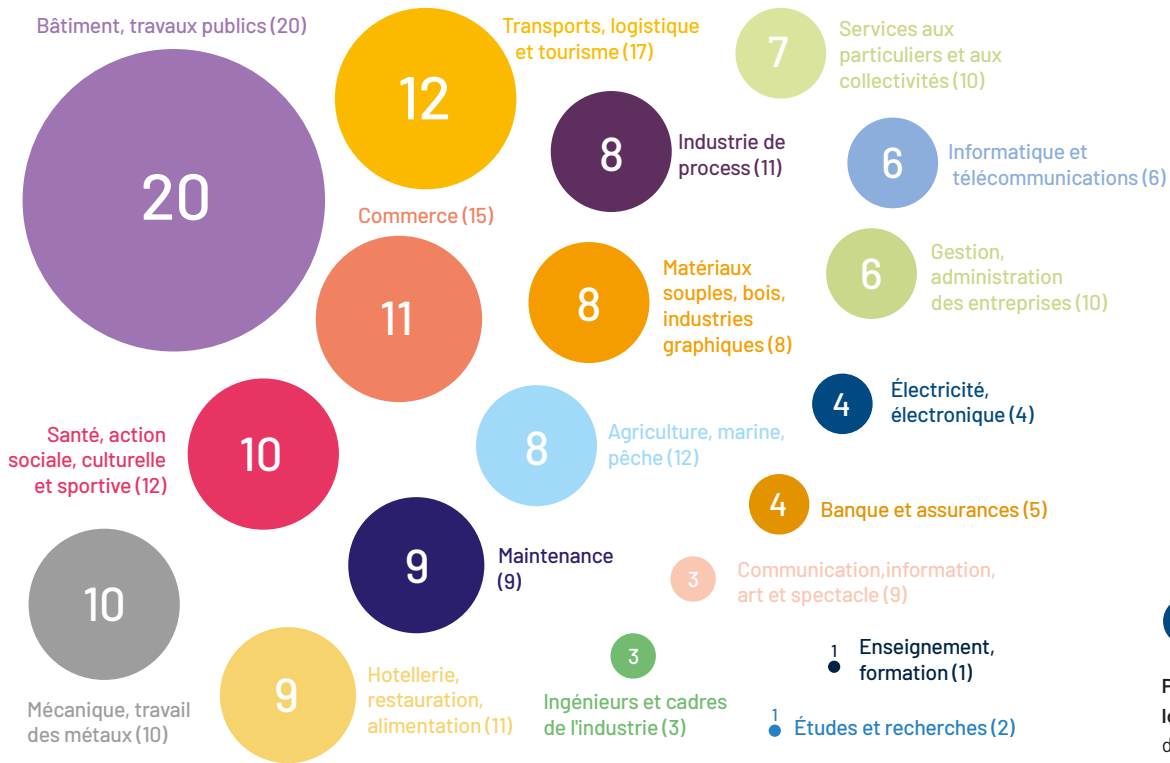 Bâtiment, travaux publics (20)
20
Transports, logistique
et tourisme (17)
12
7
Services aux
particuliers et aux
collectivités (10)
8
Industrie de
process (11)
6
Informatique et
télécommunications (6)
Commerce (15)
11
8
Matériaux
souples, bois,
industries
graphiques (8)
6
Gestion,
administration
des entreprises (10)
4
Électricité,
électronique (4)
Santé, action
sociale, culturelle
et sportive (12)
10
8
Agriculture, marine,
pêche (12)
4
Banque et assurances (5)
9
Maintenance
(9)
3
Communication,information,
art et spectacle (9)
10
Mécanique, travail
des métaux (10)
9
Hotellerie,
restauration,
alimentation (11)
3
Ingénieurs et cadres
de l'industrie (3)
1
Enseignement,
formation (1)
1
Études et recherches (2)